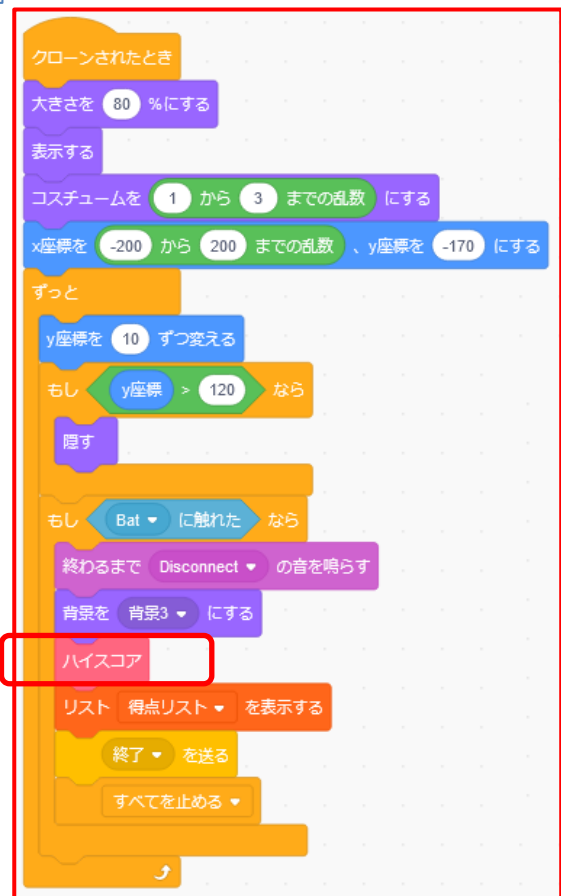 クローンされたとき
大きさを 80 %にする
表示する
コスチュームを 1 から 3 までの乱数 にする
x座標を -200 から 200 までの乱数 、y座標を -170 にする
ずっと
y座標を 10 ずつ変える
もし y座標 > 120 なら
隠す
もし Bat に触れた なら
終わるまで Disconnect の音を鳴らす
背景を 背景3 にする
ハイスコア
リスト 得点リスト を表示する
終了 を送る
すべてを止める